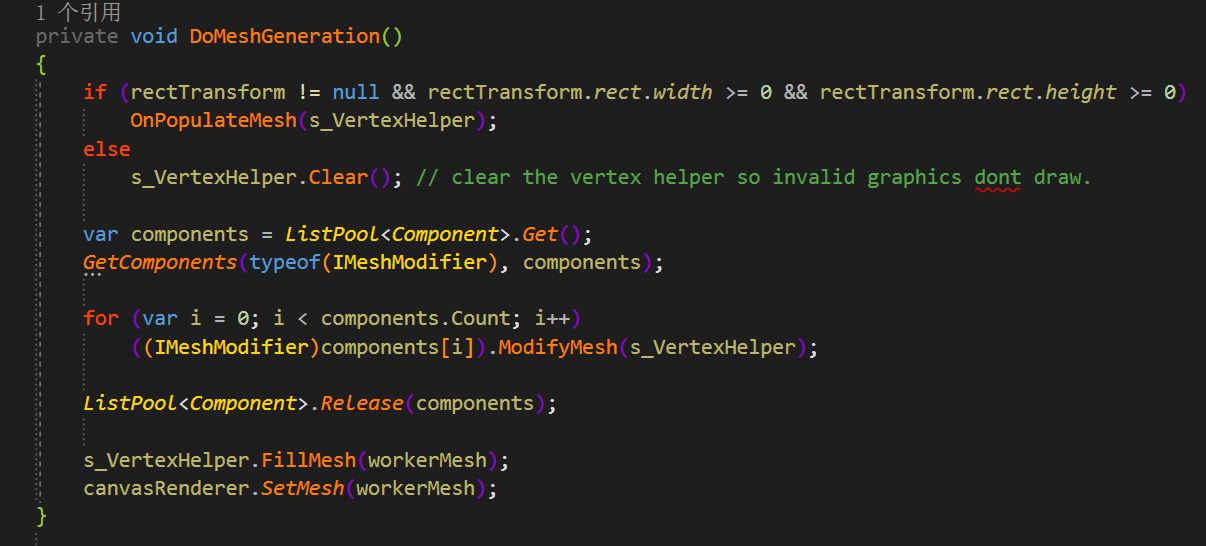 1 个引用
private void DoMeshGeneration()
{
if (rectTransform != null && rectTransform.rect.width >= 0 && rectTransform.rect.height >= 0)
OnPopulateMesh(s_VertexHelper);
else
s_VertexHelper.Clear(); // clear the vertex helper so invalid graphics dont draw.
var components = ListPool<Component>.Get();
GetComponents(typeof(IMeshModifier), components);
for (var i = 0; i < components.Count; i++)
((IMeshModifier)components[i]).ModifyMesh(s_VertexHelper);
ListPool<Component>.Release(components);
s_VertexHelper.FillMesh(workerMesh);
canvasRenderer.SetMesh(workerMesh);
}